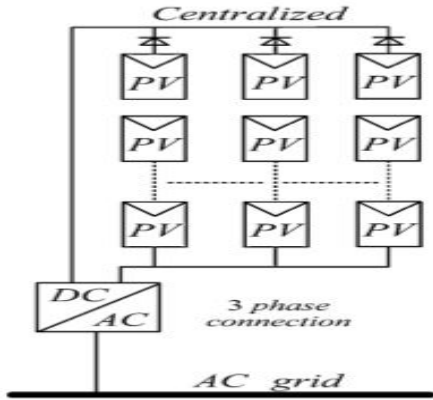 Centralized
PV PV PV
PV PV PV
PV PV PV
DC
AC
3 phase
connection
AC grid